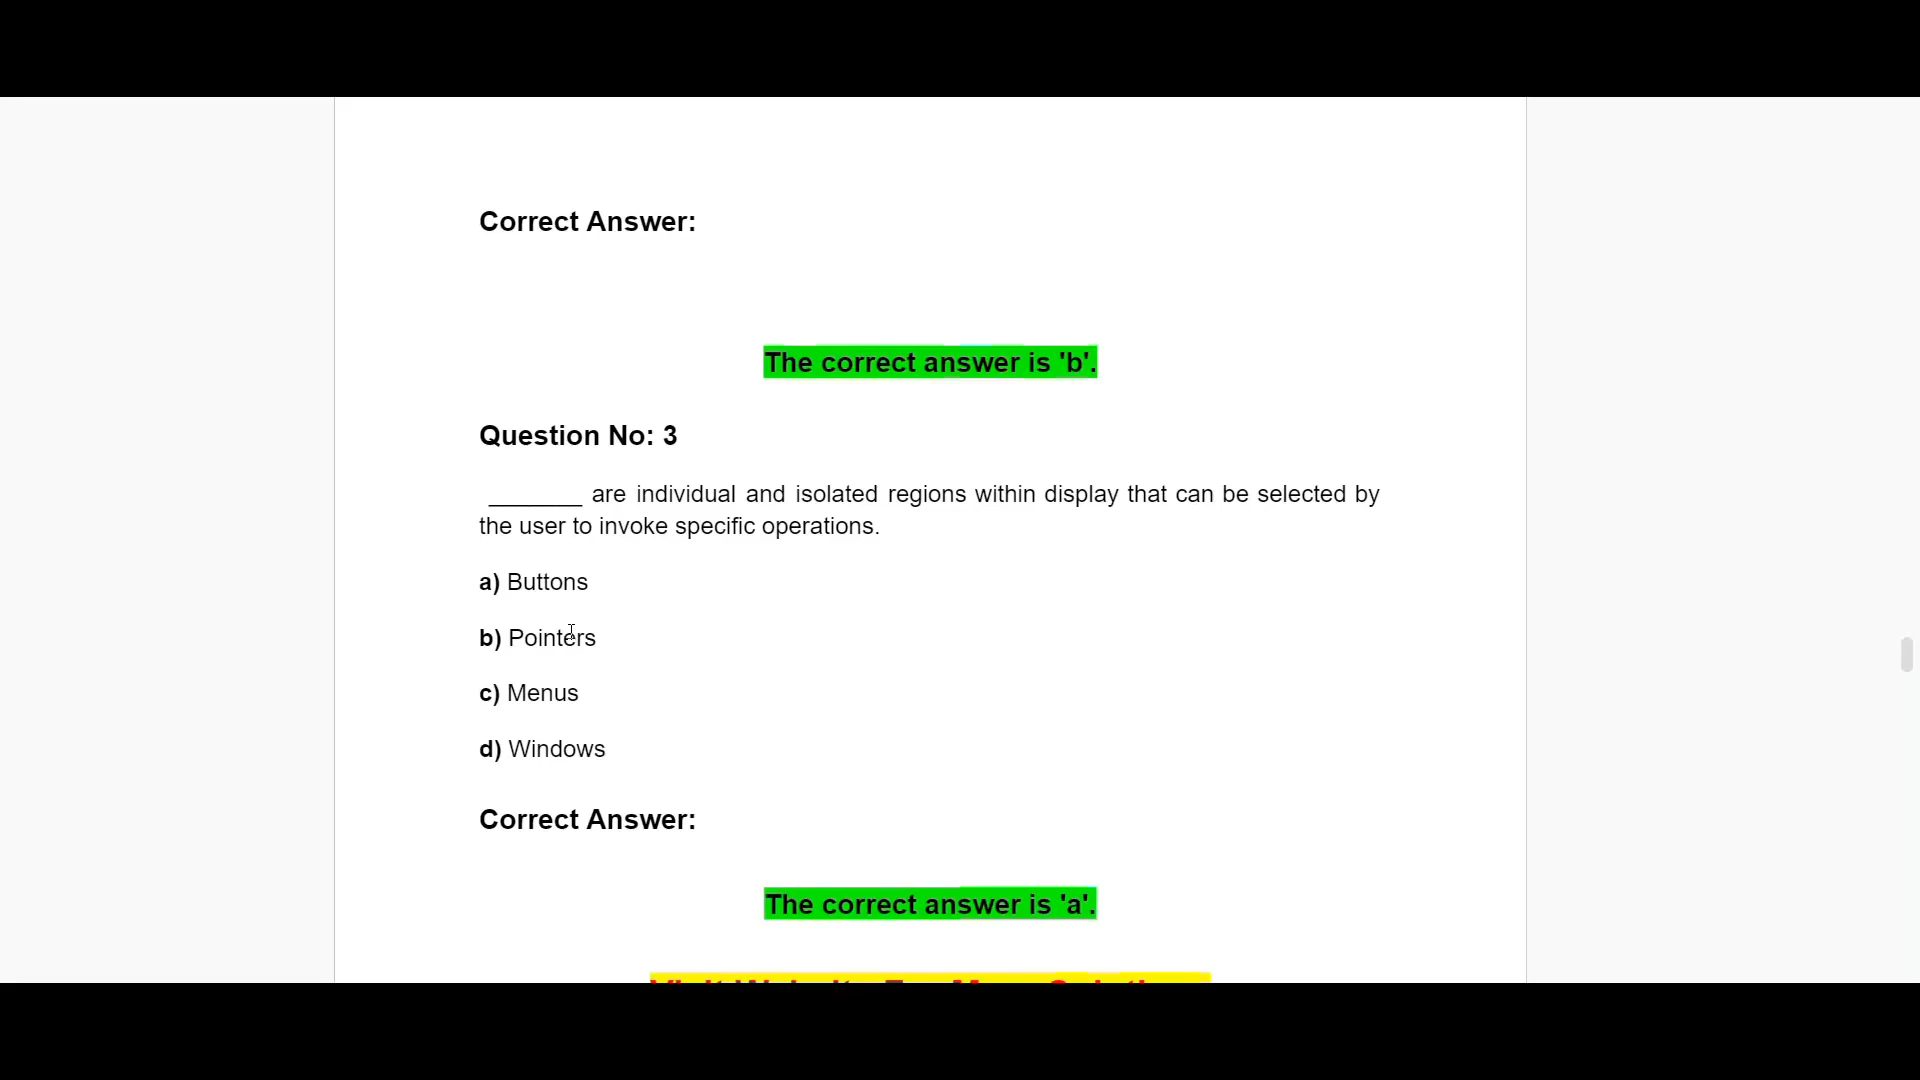 Correct Answer:
The correct answer is 'b'.
Question No: 3
_______ are individual and isolated regions within display that can be selected by
the user to invoke specific operations.
a) Buttons
b) Pointers
c) Menus
d) Windows
Correct Answer:
The correct answer is 'a'.